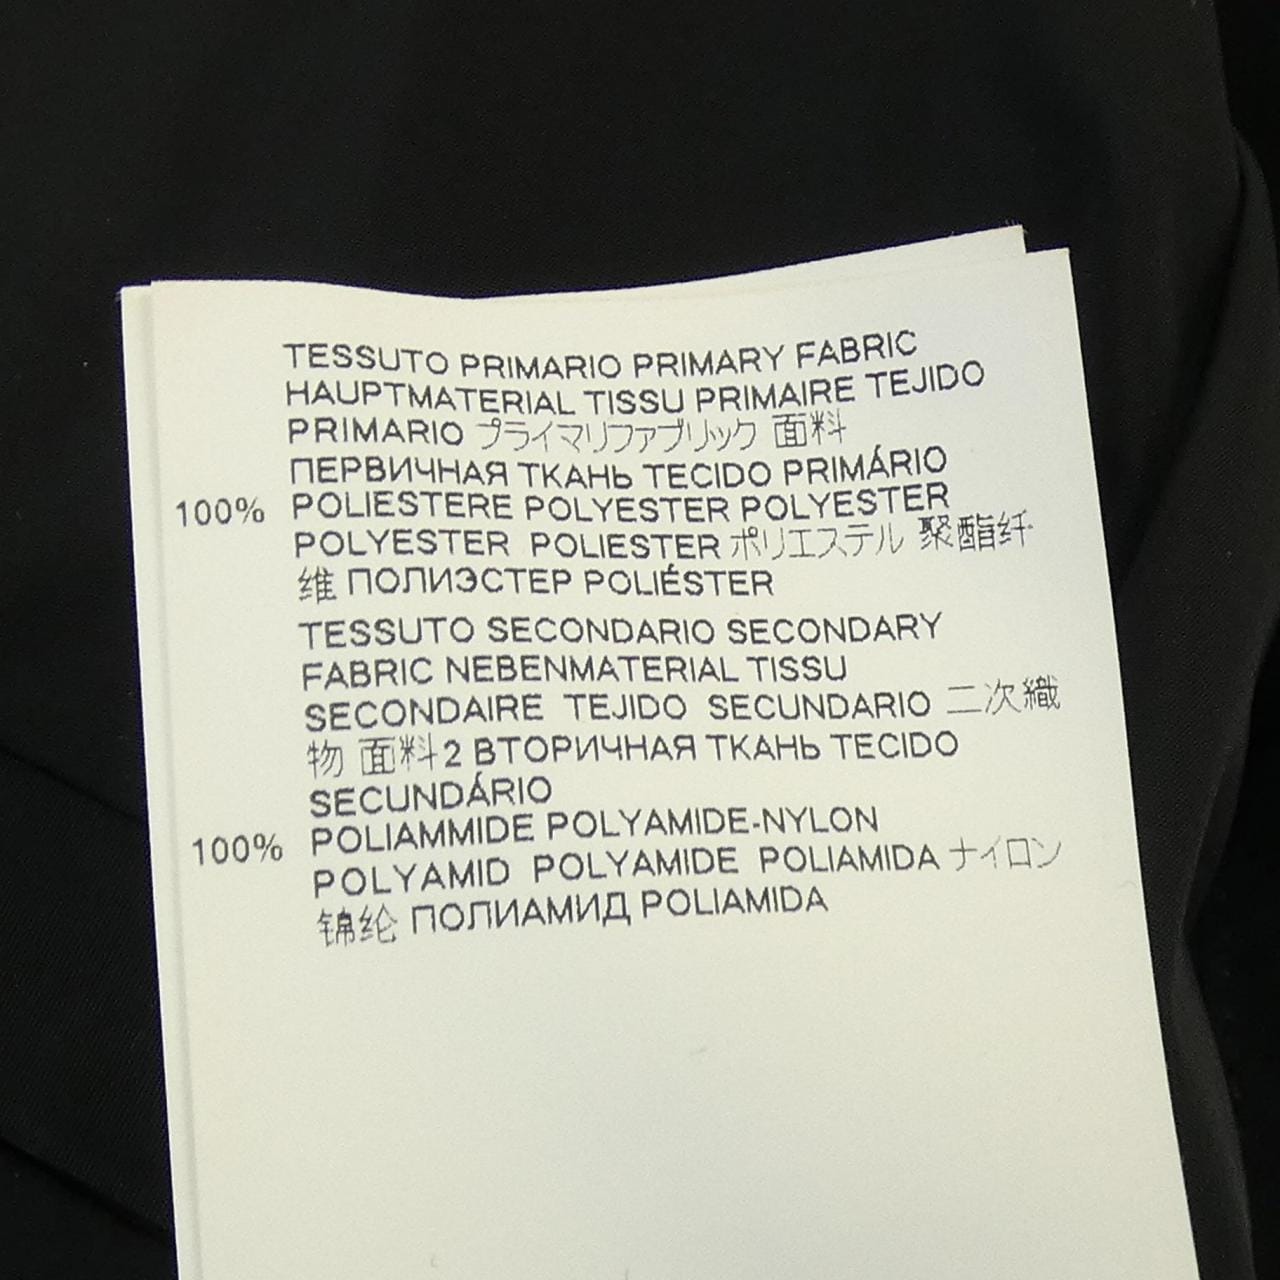 TESSUTO PRIMARIO PRIMARY FABRIC
HAUPTMATERIAL TISSU PRIMAIRE TEJIDO
PRIMARIO プライマリファブリック 面料
ПЕРВИЧНАЯ ТКАНЬ TECIDO PRIMÁRIO
100% POLIESTERE POLYESTER POLYESTER
POLYESTER POLIESTER ポリエステル 聚酯纤
维 ПОЛИЭСТЕР POLIÉSTER
TESSUTO SECONDARIO SECONDARY
FABRIC NEBENMATERIAL TISSU
SECONDAIRE TEJIDO SECUNDARIO 二次織
物 面料2 ВТОРИЧНАЯ ТКАНЬ TECIDO
SECUNDÁRIO
100% POLIAMMIDE POLYAMIDE-NYLON
POLYAMID POLYAMIDE POLIAMIDA ナイロン
锦纶 ПОЛИАМИД POLIAMIDA